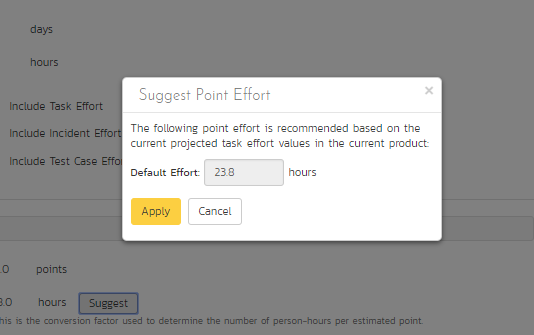 days
hours
Include Task Effort
Include Incident Effort
Include Test Case Effo
Suggest Point Effort ×
The following point effort is recommended based on the
current projected task effort values in the current product:
Default Effort: 23.8 hours
Apply Cancel
.0 points
.0 hours Suggest
his is the conversion factor used to determine the number of person-hours per estimated point.